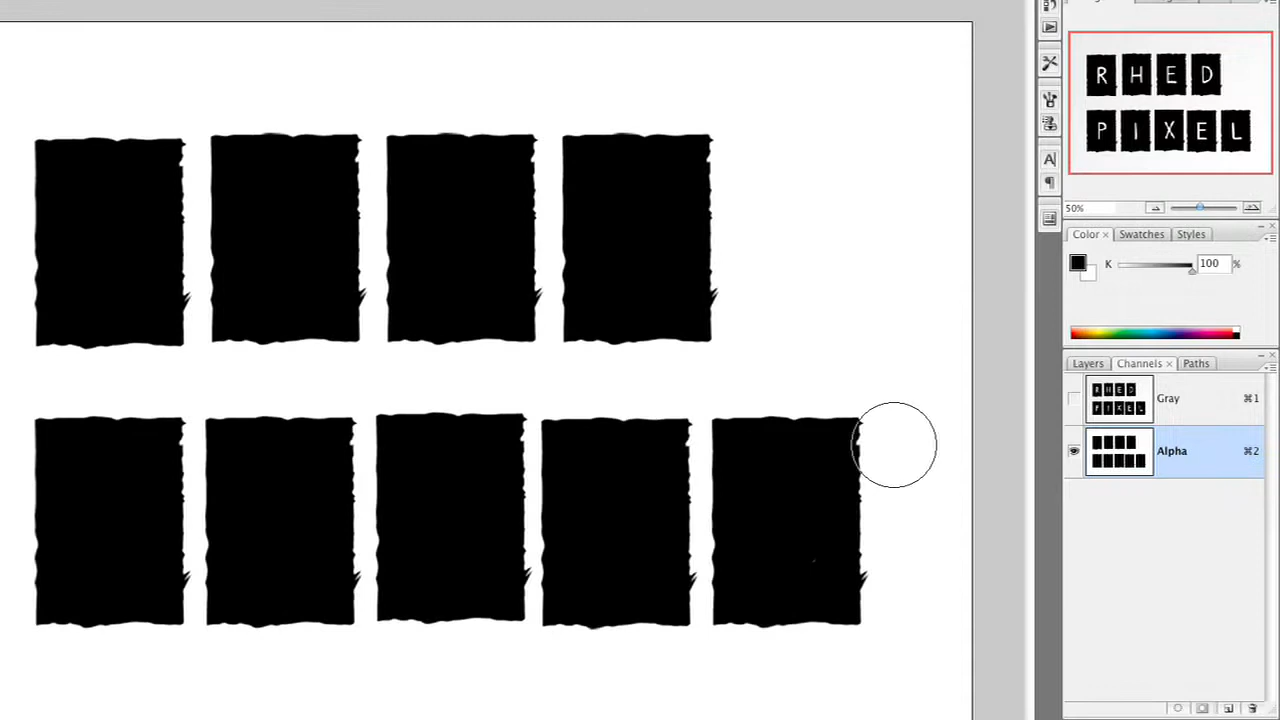 R H E D
P I X E L
50%
Color × Swatches Styles
K 100 %
Layers Channels × Paths
R H E D
P I X E L
Gray ⌘1
Alpha ⌘2